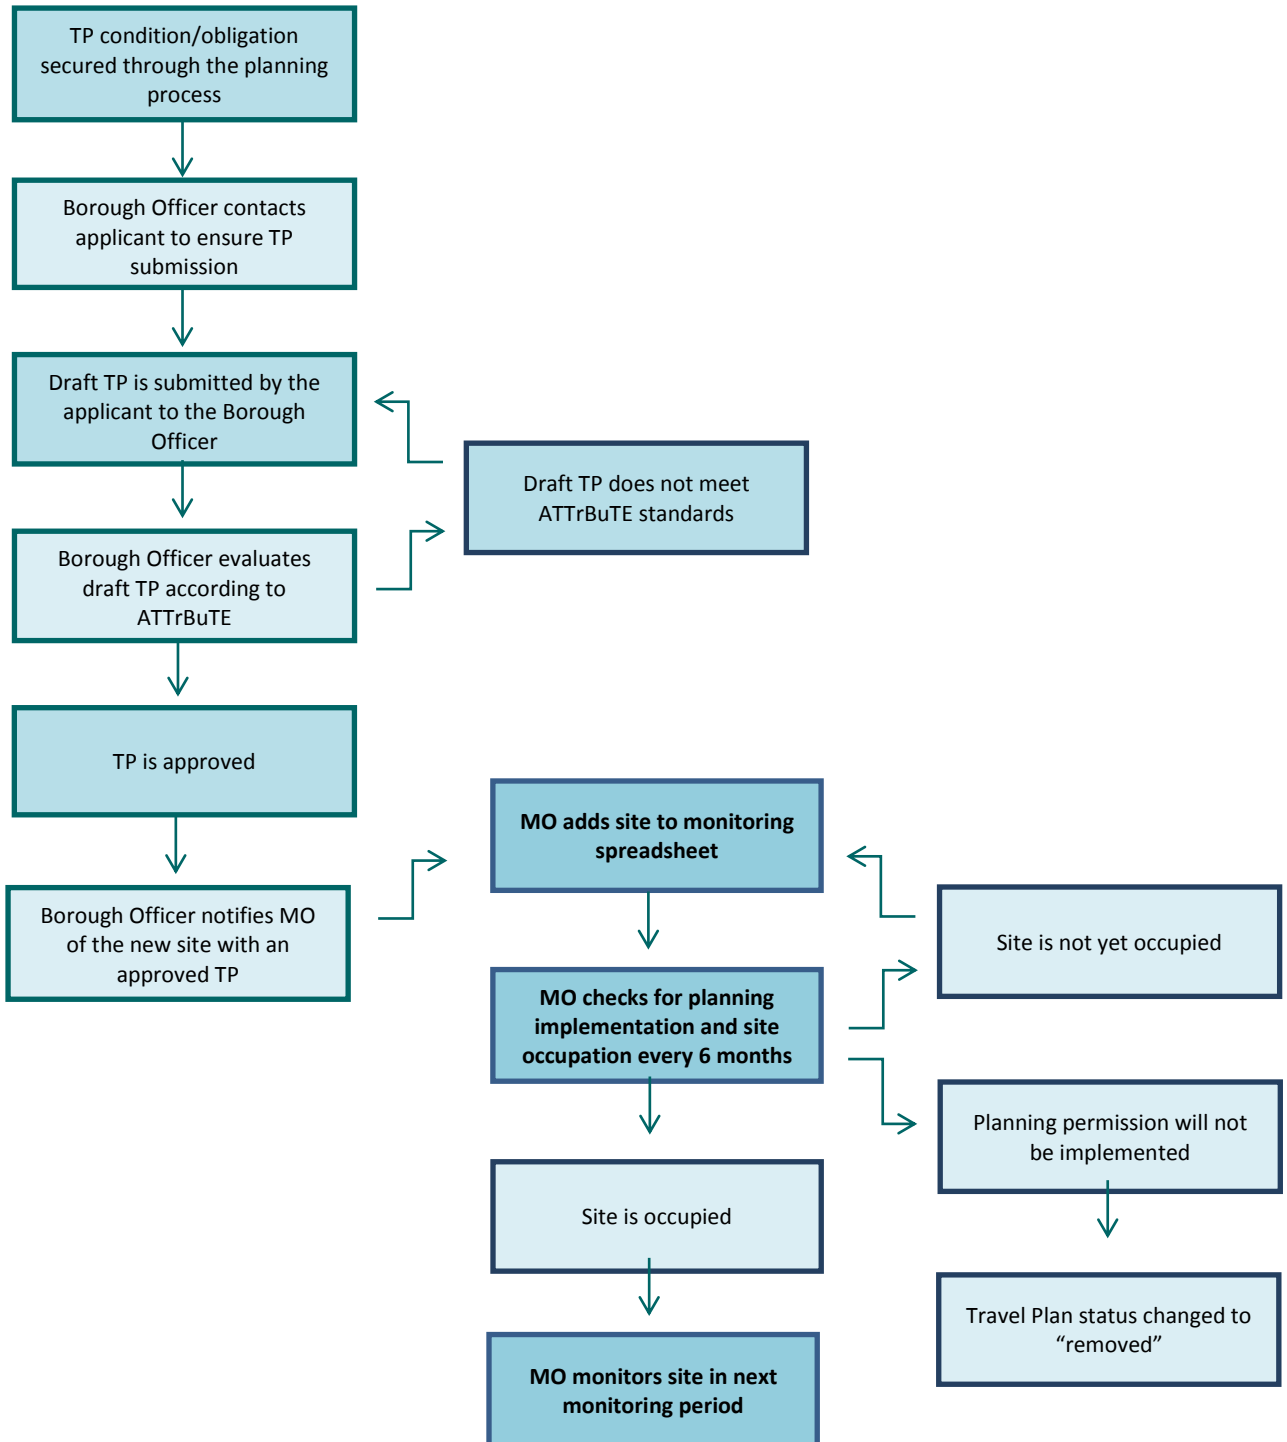 TP condition/obligation
secured through the planning
process
Borough Officer contacts
applicant to ensure TP
submission
Draft TP is submitted by the
applicant to the Borough
Officer
Draft TP does not meet
ATTrBuTE standards
Borough Officer evaluates
draft TP according to
ATTrBuTE
TP is approved
Borough Officer notifies MO
of the new site with an
approved TP
MO adds site to monitoring
spreadsheet
Site is not yet occupied
MO checks for planning
implementation and site
occupation every 6 months
Planning permission will not
be implemented
Site is occupied
Travel Plan status changed to
“removed”
MO monitors site in next
monitoring period